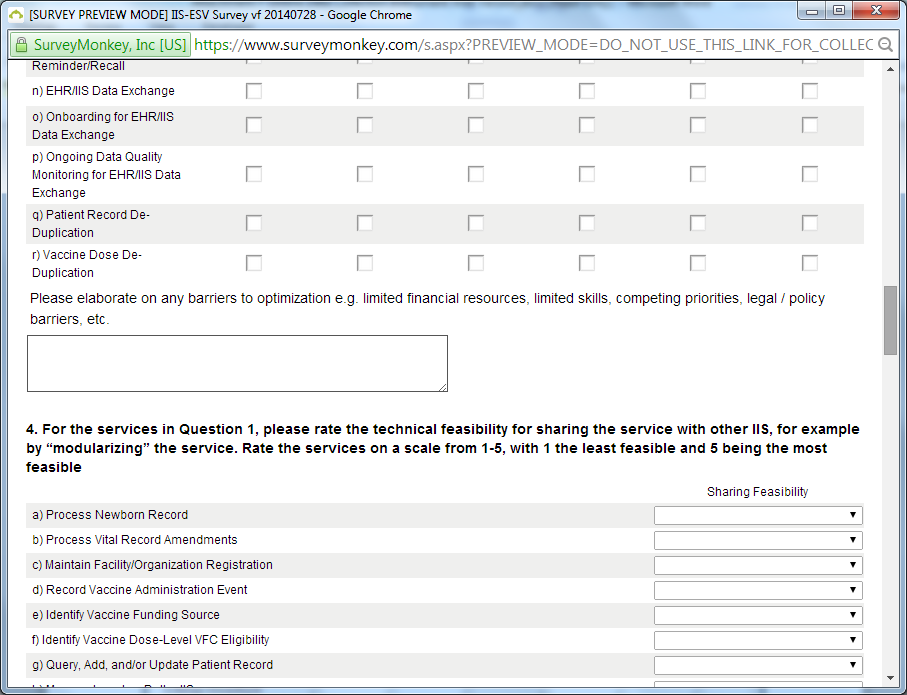 [SURVEY PREVIEW MODE] IIS-ESV Survey vf 20140728 - Google Chrome
SurveyMonkey, Inc [US] https://www.surveymonkey.com/s.aspx?PREVIEW_MODE=DO_NOT_USE_THIS_LINK_FOR_COLLEC
Reminder/Recall
n) EHR/IIS Data Exchange
o) Onboarding for EHR/IIS
Data Exchange
p) Ongoing Data Quality
Monitoring for EHR/IIS Data
Exchange
q) Patient Record De-
Duplication
r) Vaccine Dose De-
Duplication
Please elaborate on any barriers to optimization e.g. limited financial resources, limited skills, competing priorities, legal / policy
barriers, etc.
4. For the services in Question 1, please rate the technical feasibility for sharing the service with other IIS, for example
by “modularizing” the service. Rate the services on a scale from 1-5, with 1 the least feasible and 5 being the most
feasible
Sharing Feasibility
a) Process Newborn Record
b) Process Vital Record Amendments
c) Maintain Facility/Organization Registration
d) Record Vaccine Administration Event
e) Identify Vaccine Funding Source
f) Identify Vaccine Dose-Level VFC Eligibility
g) Query, Add, and/or Update Patient Record